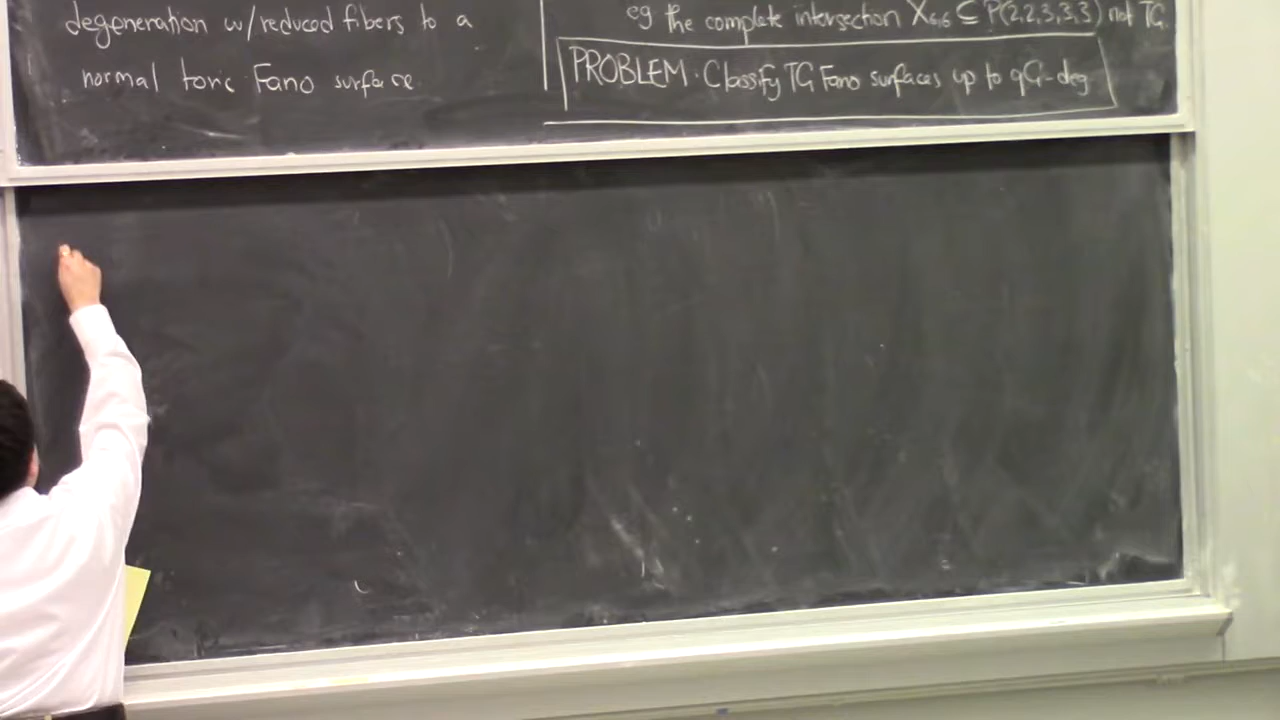 degeneration w/reduced fibers to a
normal toric Fano surface.
eg the complete intersection X₆,₆ ⊆ P(2,2,3,3,3) not TG.
PROBLEM. Classify TG Fano surfaces up to qG-deg